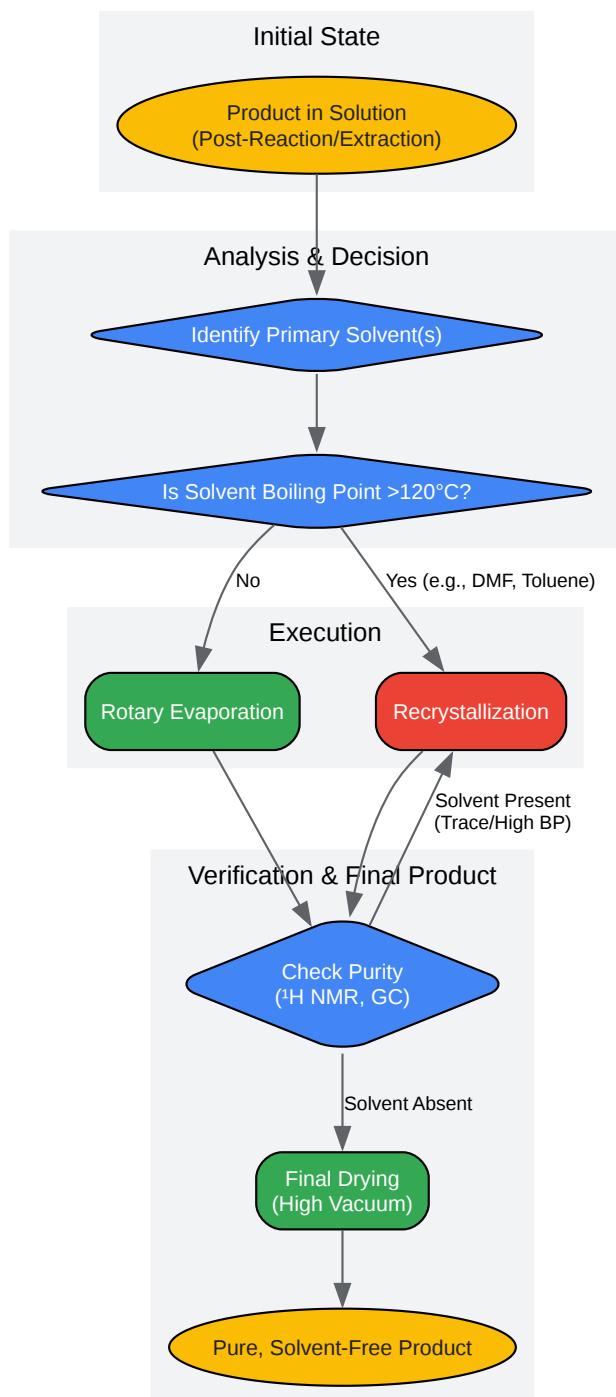 Initial State
Product in Solution
(Post-Reaction/Extraction)
Analysis & Decision
Identify Primary Solvent(s)
Is Solvent Boiling Point >120°C?
No
Yes (e.g., DMF, Toluene)
Execution
Rotary Evaporation
Recrystallization
Solvent Present
(Trace/High BP)
Verification & Final Product
Check Purity
(¹H NMR, GC)
Solvent Absent
Final Drying
(High Vacuum)
Pure, Solvent-Free Product